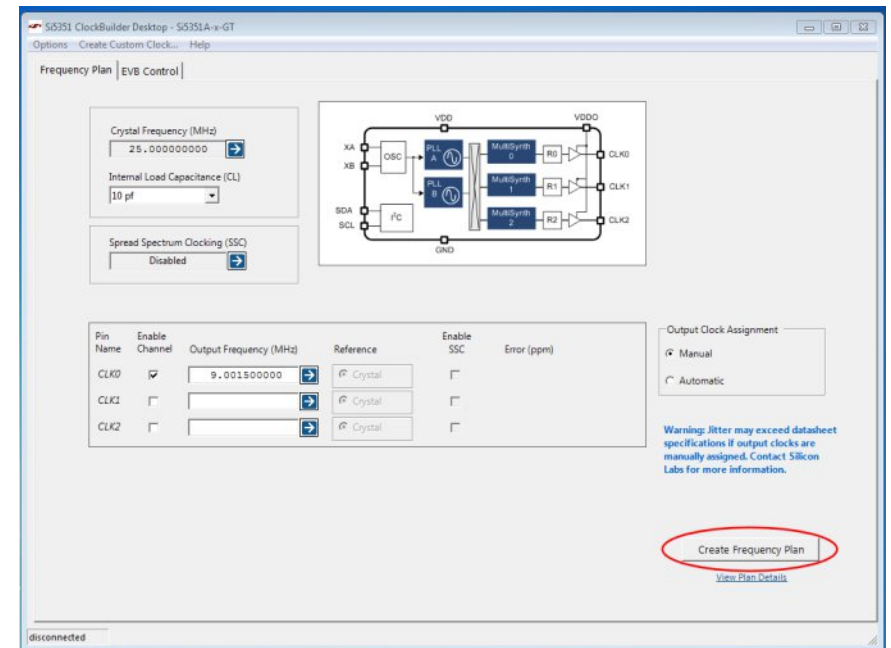 Si5351 ClockBuilder Desktop - Si5351A-x-GT
Options Create Custom Clock... Help
Frequency Plan EVB Control
Crystal Frequency (MHz)
25.000000000
Internal Load Capacitance (CL)
10 pf
Spread Spectrum Clocking (SSC)
Disabled
VDD VDDO
XA
XB
OSC
PLL
A
PLL
B
MultiSynth
0
R0
CLK0
MultiSynth
1
R1
CLK1
MultiSynth
2
R2
CLK2
SDA
SCL
I²C
GND
Pin Name Enable Channel Output Frequency (MHz) Reference Enable SSC Error (ppm)
CLK0 9.001500000 Crystal
CLK1 Crystal
CLK2 Crystal
Output Clock Assignment
Manual
Automatic
Warning: Jitter may exceed datasheet
specifications if output clocks are
manually assigned. Contact Silicon
Labs for more information.
Create Frequency Plan
View Plan Details
disconnected